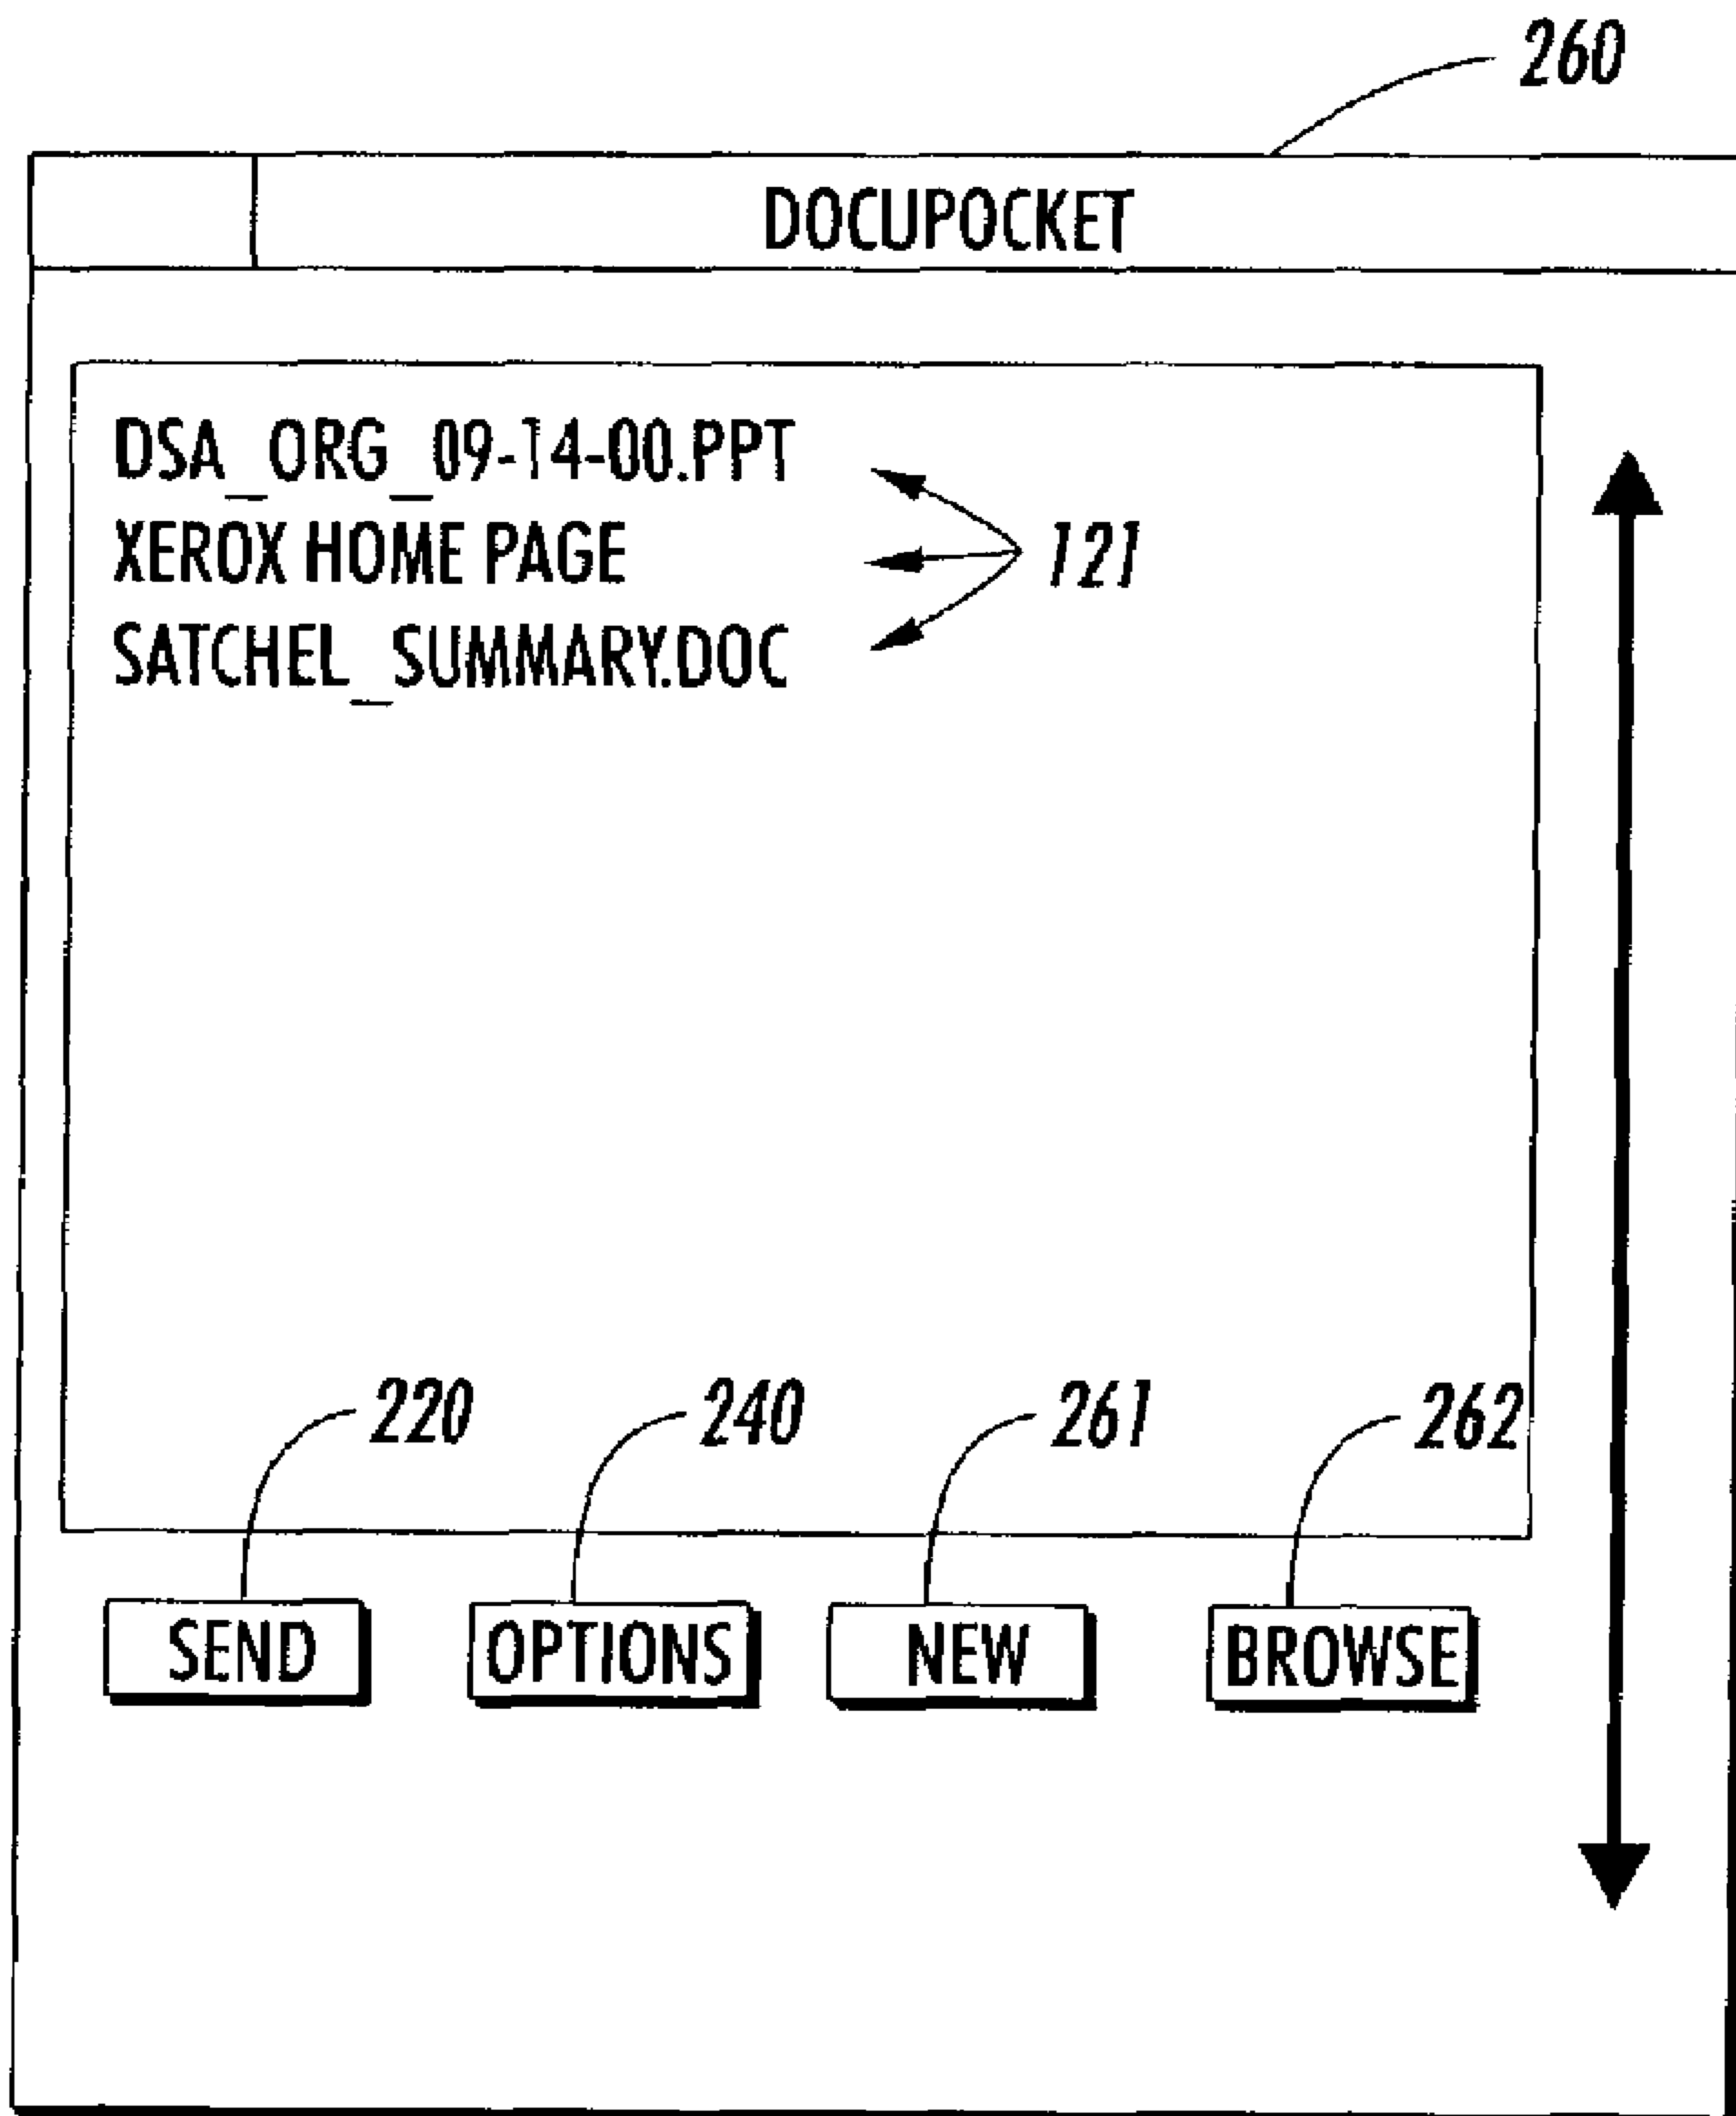 260
DOCUPOCKET
DSA_ORG_09-14-00.PPT
XEROX HOME PAGE
SATCHEL_SUMMARY.DOC
121
220 240 261 262
SEND OPTIONS NEW BROWSE